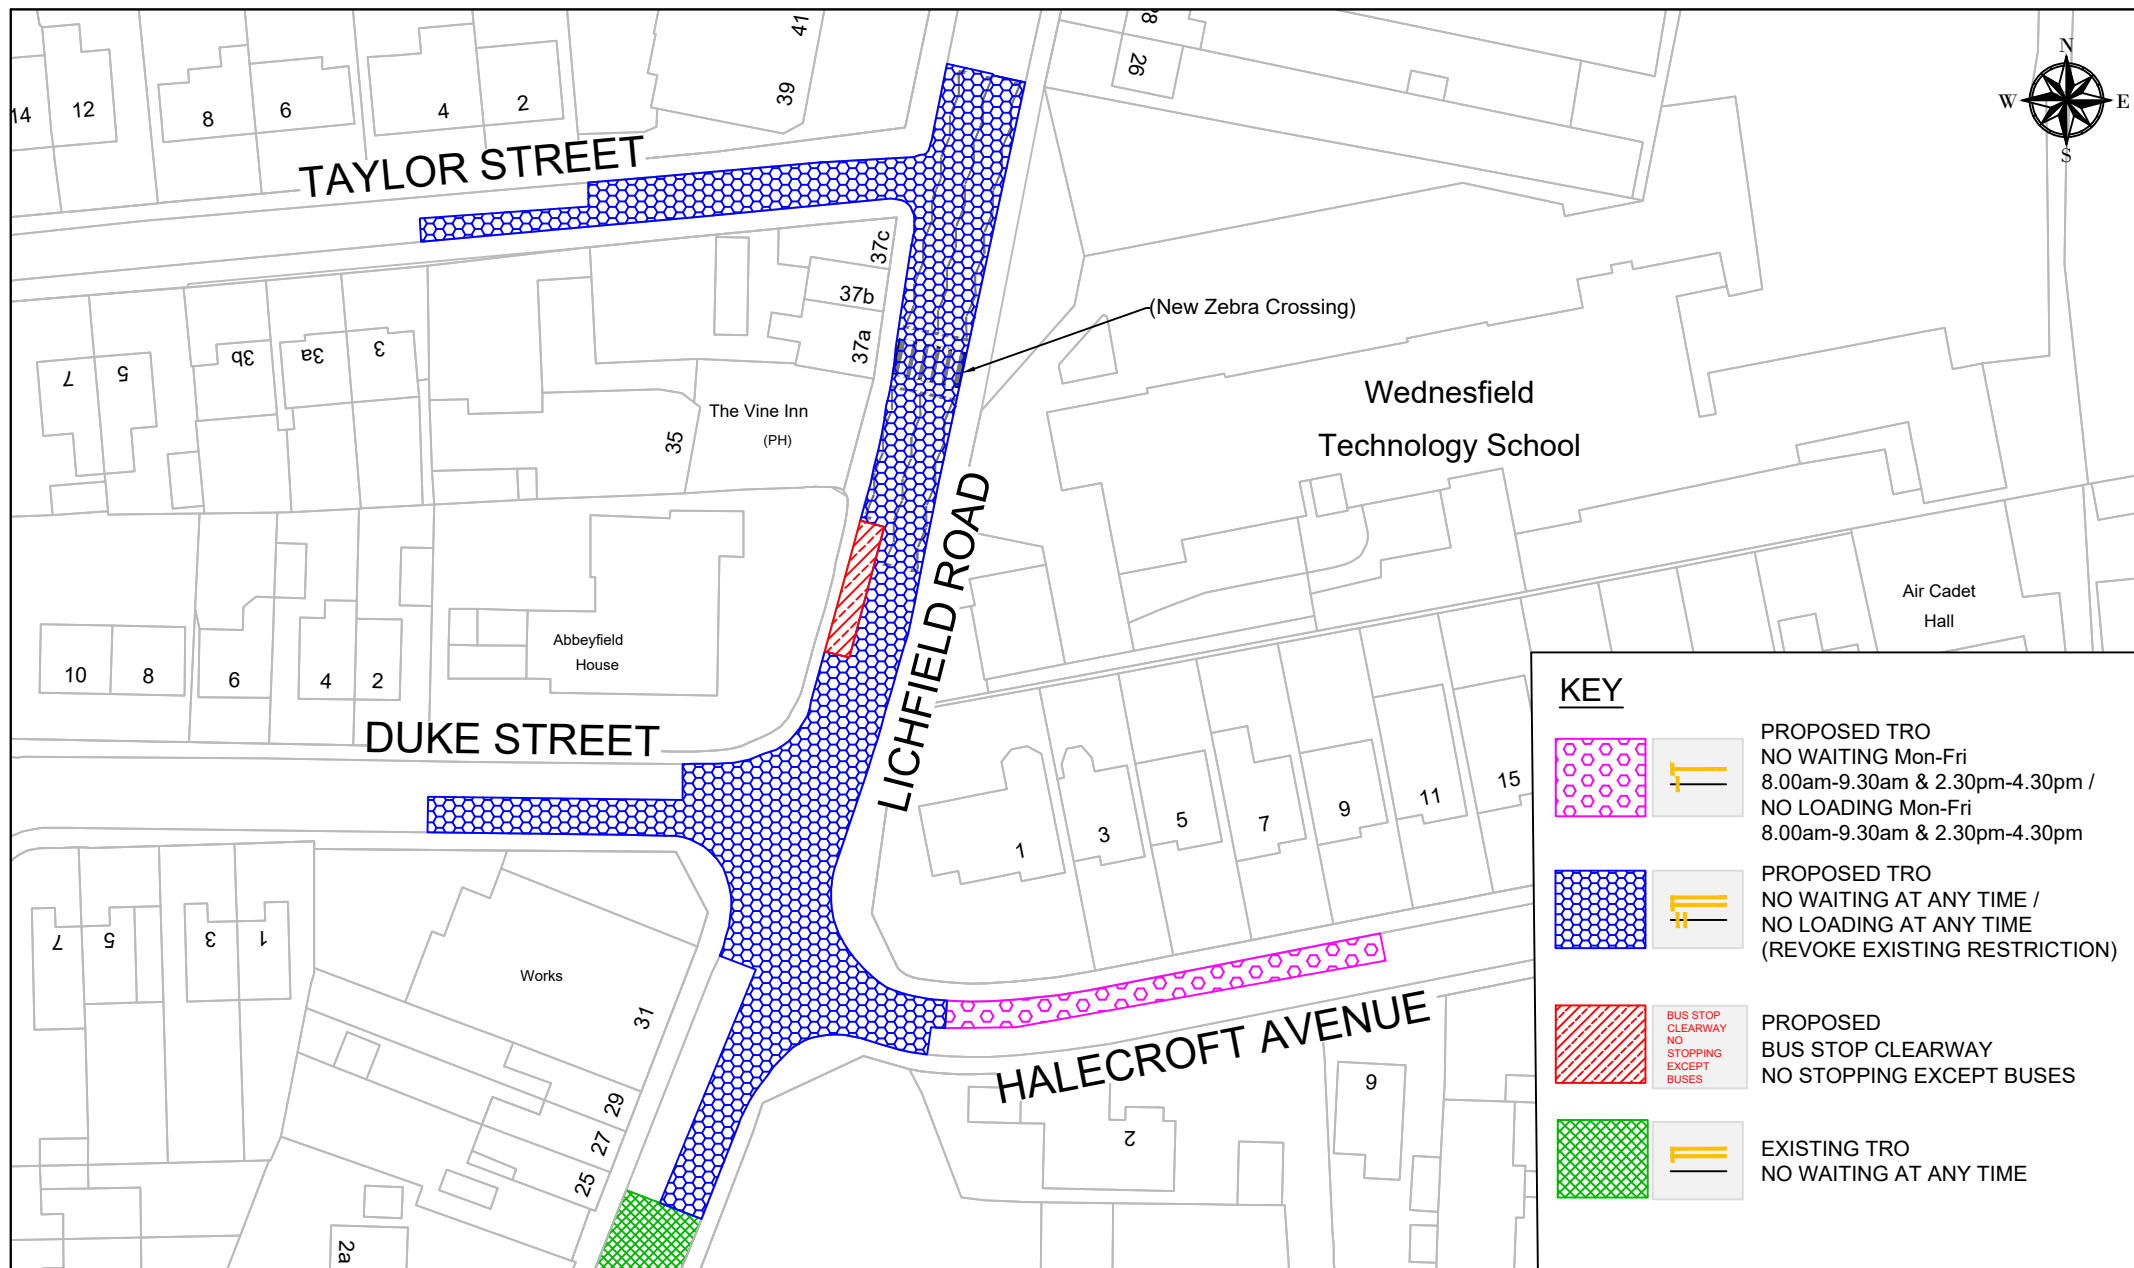 41
39
28
26
N
W E
S
14
12
8
6
4
2
TAYLOR STREET
37c
37b
37a
(New Zebra Crossing)
7
5
3b
3a
3
35
The Vine Inn
(PH)
Wednesfield
Technology School
LICHFIELD ROAD
Air Cadet
Hall
Abbeyfield
House
10
8
6
4
2
DUKE STREET
1
3
5
7
9
11
15
7
5
3
1
Works
31
29
27
25
2a
HALECROFT AVENUE
2
9
KEY
PROPOSED TRO
NO WAITING Mon-Fri
8.00am-9.30am & 2.30pm-4.30pm /
NO LOADING Mon-Fri
8.00am-9.30am & 2.30pm-4.30pm
PROPOSED TRO
NO WAITING AT ANY TIME /
NO LOADING AT ANY TIME
(REVOKE EXISTING RESTRICTION)
BUS STOP
CLEARWAY
NO
STOPPING
EXCEPT
BUSES
PROPOSED
BUS STOP CLEARWAY
NO STOPPING EXCEPT BUSES
EXISTING TRO
NO WAITING AT ANY TIME